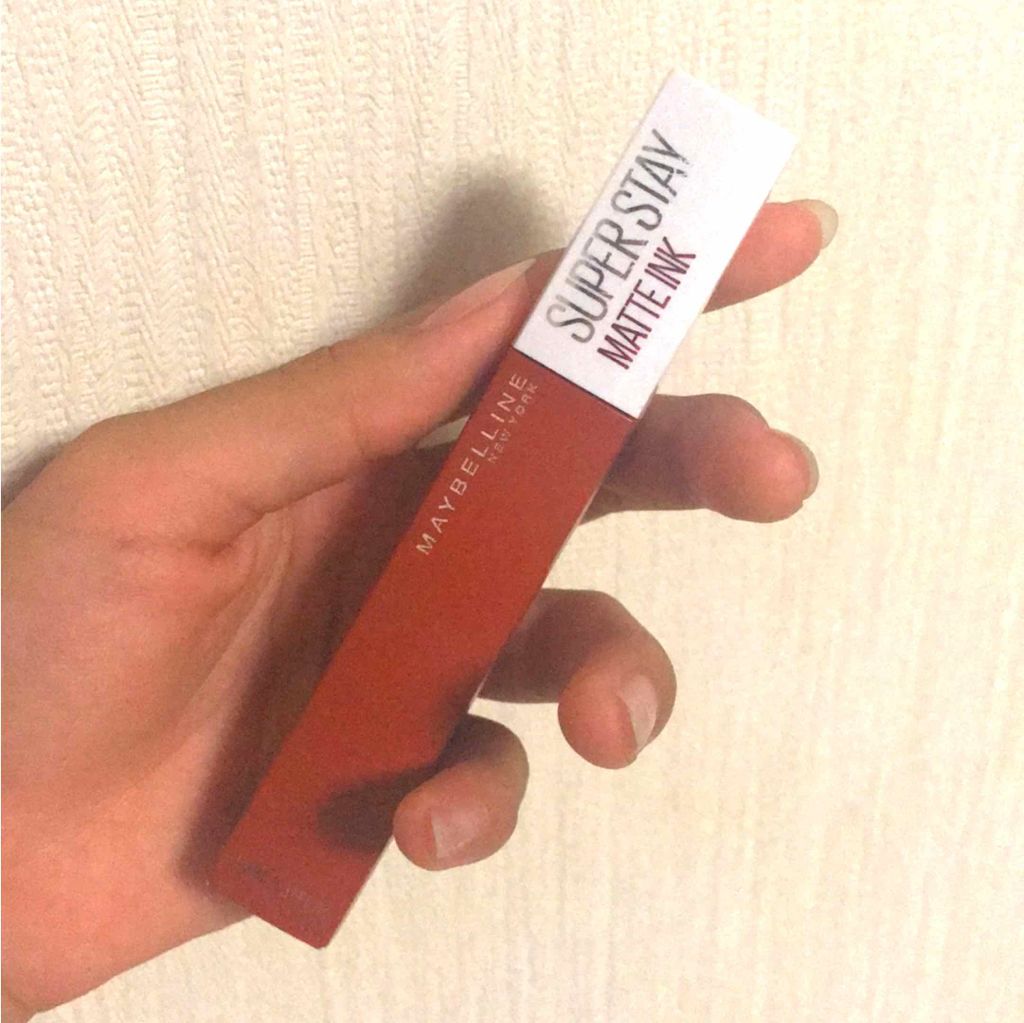 SUPER STAY
MATTE INK
MAYBELLINE
NEW YORK